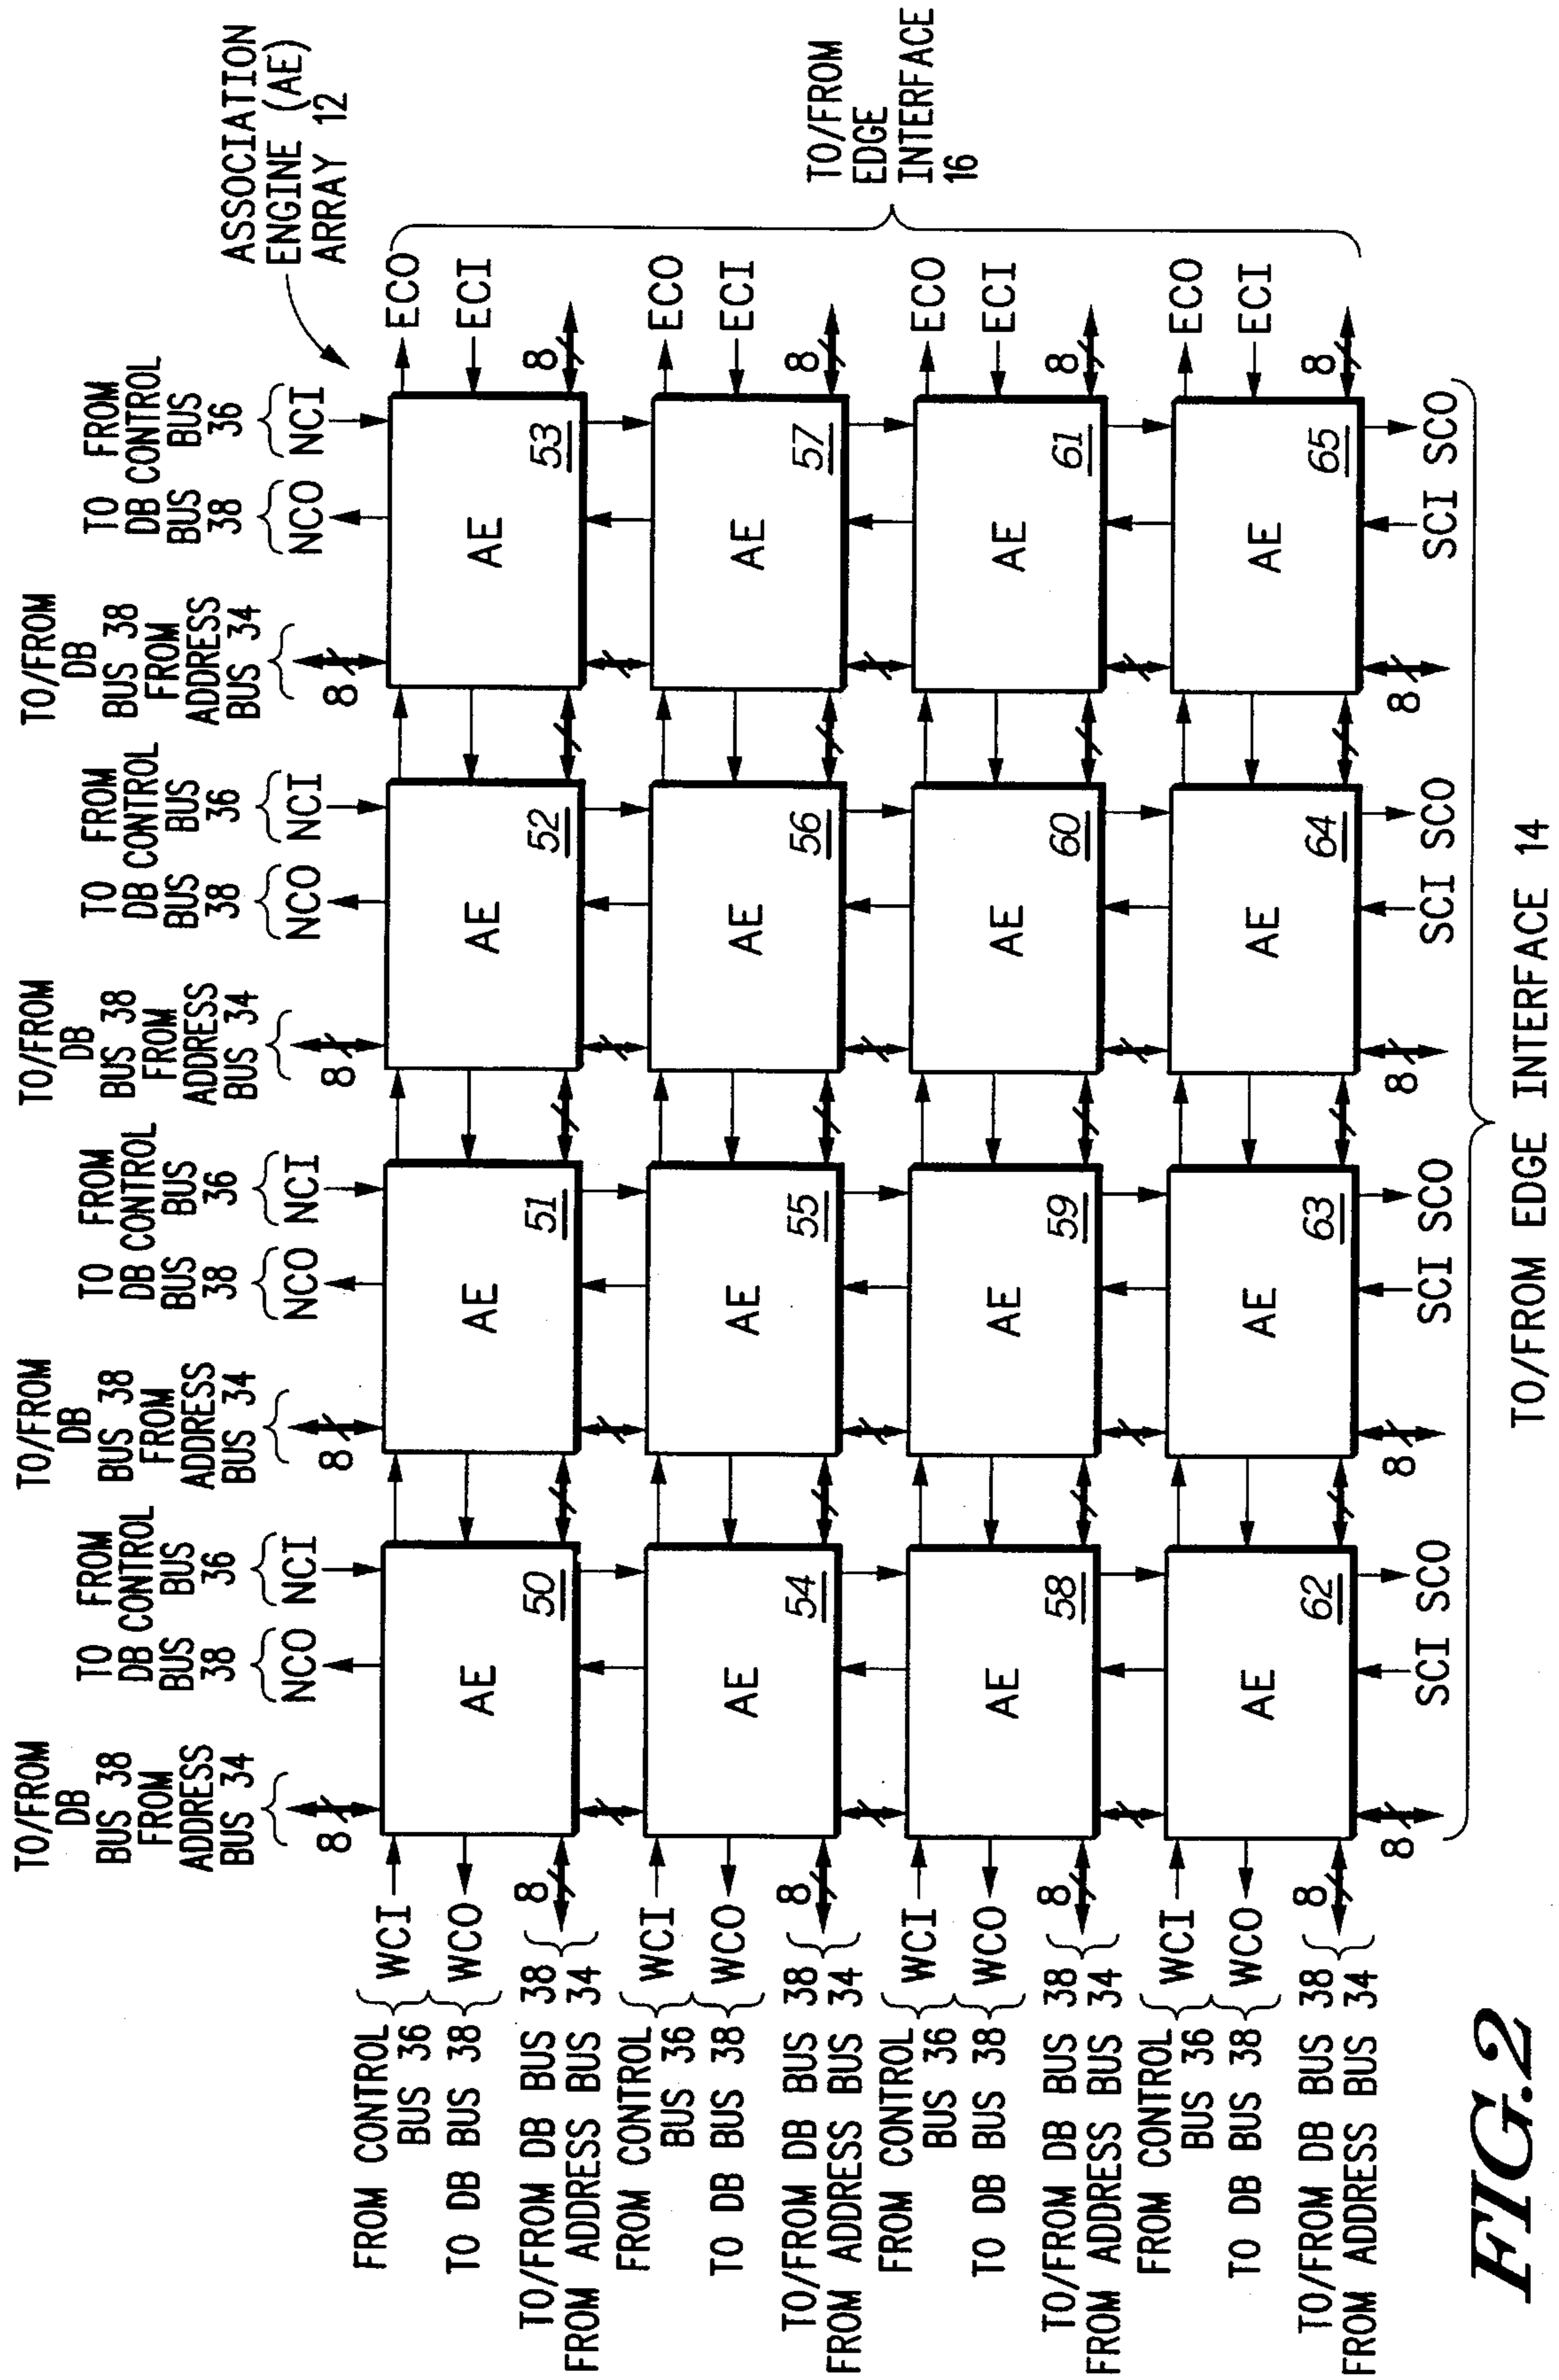 ASSOCIATION
ENGINE (AE)
ARRAY 12
TO/FROM
DB
BUS 38
FROM
ADDRESS
BUS 34
TO
DB
BUS
38
FROM
CONTROL
BUS
36
TO/FROM
DB
BUS 38
FROM
ADDRESS
BUS 34
TO
DB
BUS
38
FROM
CONTROL
BUS
36
TO/FROM
DB
BUS 38
FROM
ADDRESS
BUS 34
TO
DB
BUS
38
FROM
CONTROL
BUS
36
TO/FROM
DB
BUS 38
FROM
ADDRESS
BUS 34
TO
DB
BUS
38
FROM
CONTROL
BUS
36
8 NCO NCI 8 NCO NCI 8 NCO NCI 8 NCO NCI
FROM CONTROL
BUS 36
WCI
TO DB BUS 38
WCO
TO/FROM DB BUS 38
FROM ADDRESS BUS 34
8
AE 50
AE 51
AE 52
AE 53
ECO
ECI
8
FROM CONTROL
BUS 36
WCI
TO DB BUS 38
WCO
TO/FROM DB BUS 38
FROM ADDRESS BUS 34
8
AE 54
AE 55
AE 56
AE 57
ECO
ECI
8
FROM CONTROL
BUS 36
WCI
TO DB BUS 38
WCO
TO/FROM DB BUS 38
FROM ADDRESS BUS 34
8
AE 58
AE 59
AE 60
AE 61
ECO
ECI
8
FROM CONTROL
BUS 36
WCI
TO DB BUS 38
WCO
TO/FROM DB BUS 38
FROM ADDRESS BUS 34
8
AE 62
AE 63
AE 64
AE 65
ECO
ECI
8
TO/FROM
EDGE
INTERFACE
16
8 SCI SCO 8 SCI SCO 8 SCI SCO 8 SCI SCO
TO/FROM EDGE INTERFACE 14
FIG.2